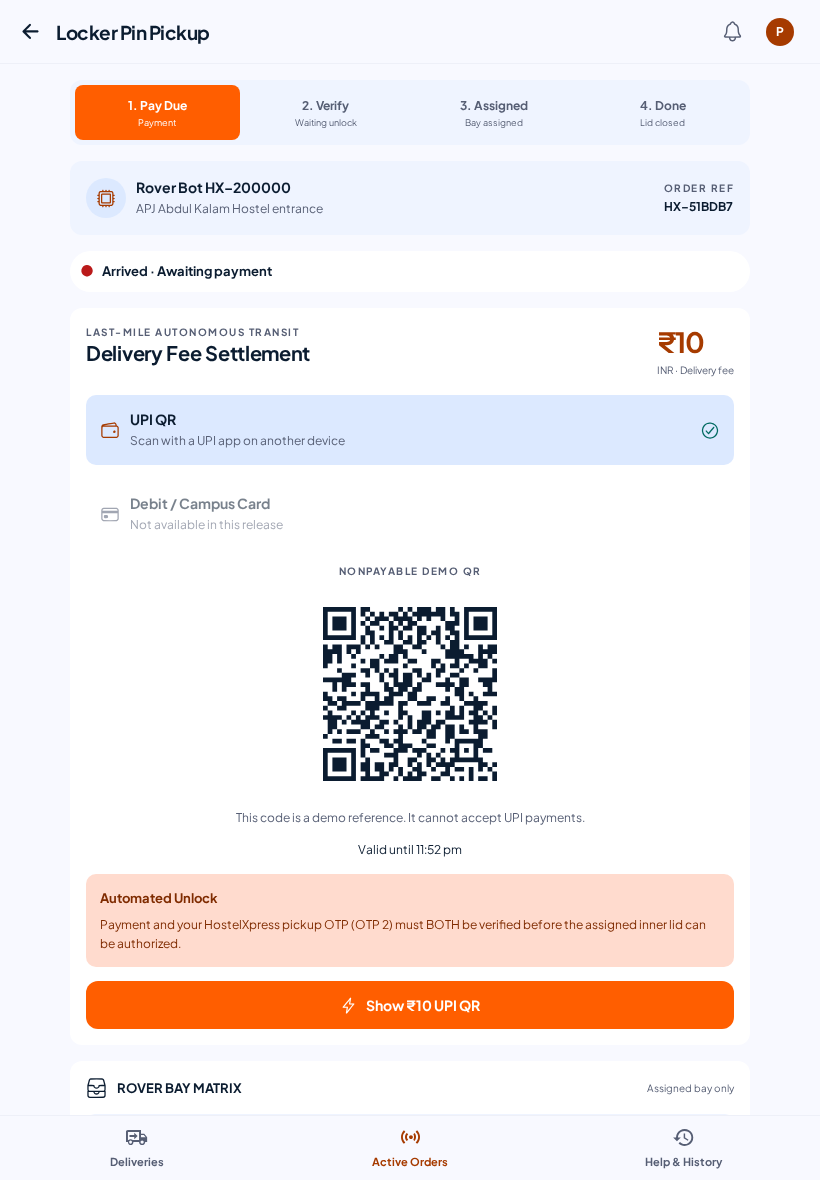 Locker Pin Pickup
P
1. Pay Due
Payment
2. Verify
Waiting unlock
3. Assigned
Bay assigned
4. Done
Lid closed
Rover Bot HX-200000
APJ Abdul Kalam Hostel entrance
ORDER REF
HX-51BDB7
Arrived · Awaiting payment
LAST-MILE AUTONOMOUS TRANSIT
Delivery Fee Settlement
₹10
INR · Delivery fee
UPI QR
Scan with a UPI app on another device
Debit / Campus Card
Not available in this release
NONPAYABLE DEMO QR
This code is a demo reference. It cannot accept UPI payments.
Valid until 11:52 pm
Automated Unlock
Payment and your HostelXpress pickup OTP (OTP 2) must BOTH be verified before the assigned inner lid can
be authorized.
Show ₹10 UPI QR
ROVER BAY MATRIX
Assigned bay only
Deliveries
Active Orders
Help & History